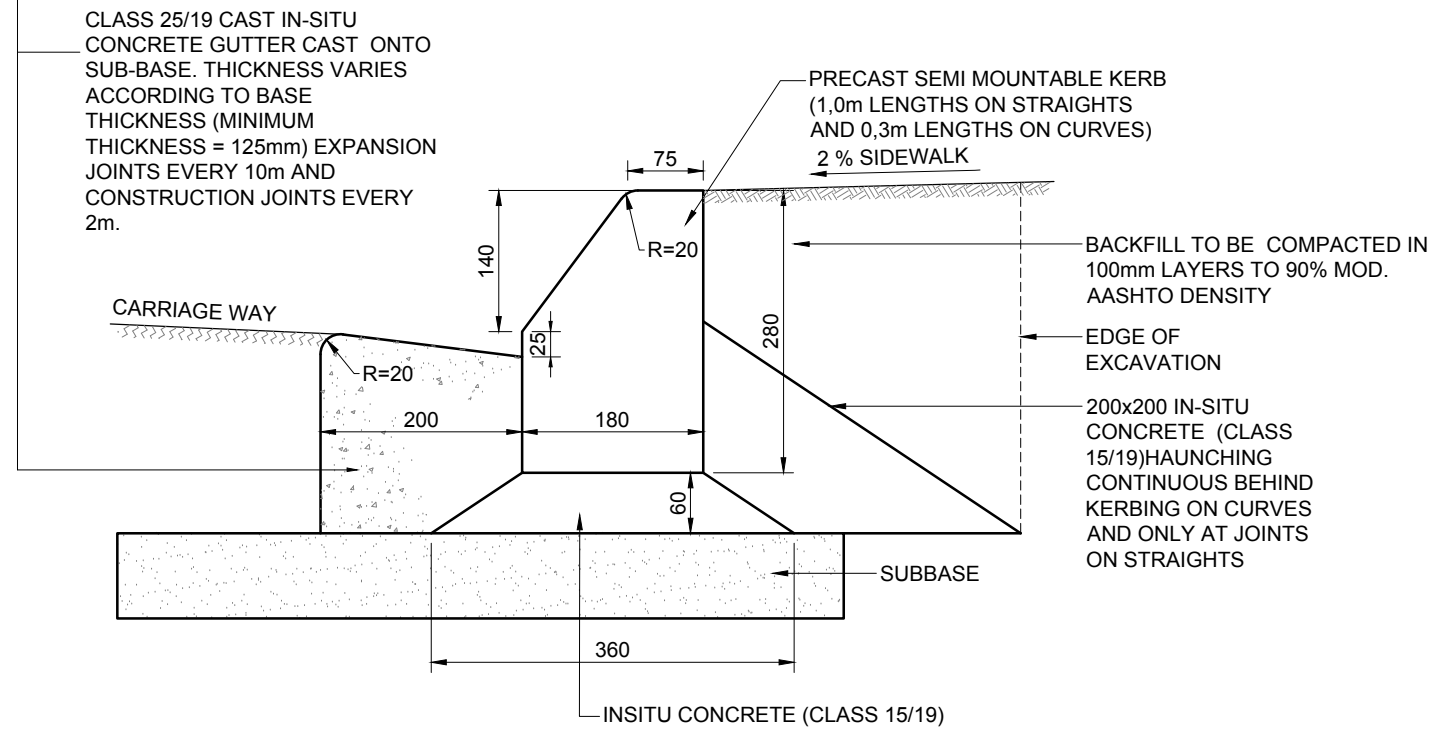 CLASS 25/19 CAST IN-SITU
CONCRETE GUTTER CAST ONTO
SUB-BASE. THICKNESS VARIES
ACCORDING TO BASE
THICKNESS (MINIMUM
THICKNESS = 125mm) EXPANSION
JOINTS EVERY 10m AND
CONSTRUCTION JOINTS EVERY
2m.
PRECAST SEMI MOUNTABLE KERB
(1,0m LENGTHS ON STRAIGHTS
AND 0,3m LENGTHS ON CURVES)
2 % SIDEWALK
75
R=20
140
BACKFILL TO BE COMPACTED IN
100mm LAYERS TO 90% MOD.
AASHTO DENSITY
CARRIAGE WAY
25
280
EDGE OF
EXCAVATION
R=20
200
180
200x200 IN-SITU
CONCRETE (CLASS
15/19)HAUNCHING
CONTINUOUS BEHIND
KERBING ON CURVES
AND ONLY AT JOINTS
ON STRAIGHTS
60
SUBBASE
360
INSITU CONCRETE (CLASS 15/19)